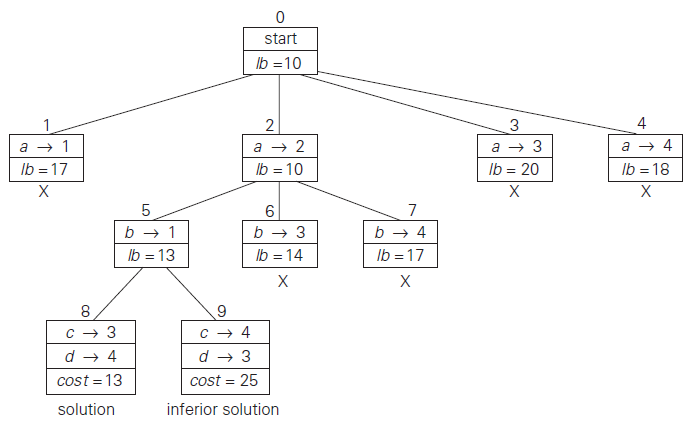 0
start
lb =10
1
a → 1
lb =17
X
2
a → 2
lb =10
3
a → 3
lb = 20
X
4
a → 4
lb =18
X
5
b → 1
lb =13
6
b → 3
lb =14
X
7
b → 4
lb =17
X
8
c → 3
d → 4
cost =13
solution
9
c → 4
d → 3
cost = 25
inferior solution